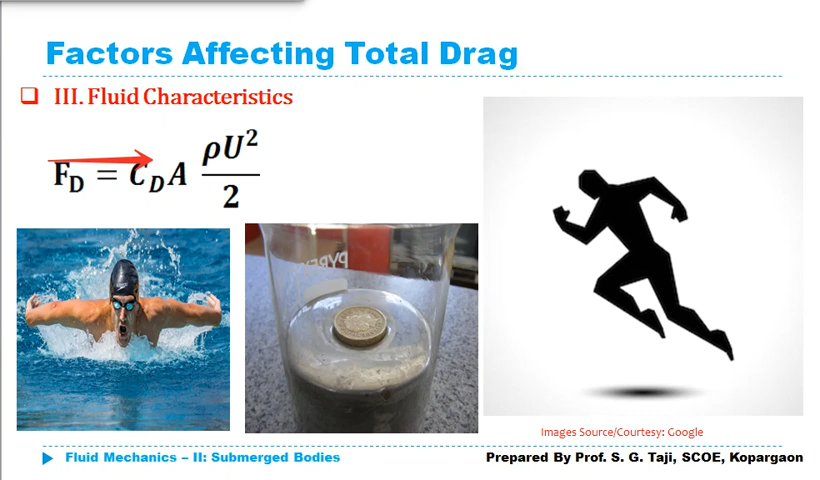 Factors Affecting Total Drag
III. Fluid Characteristics
F_D = C_D A ρU²/2
PYREX
Images Source/Courtesy: Google
Fluid Mechanics – II: Submerged Bodies
Prepared By Prof. S. G. Taji, SCOE, Kopargaon